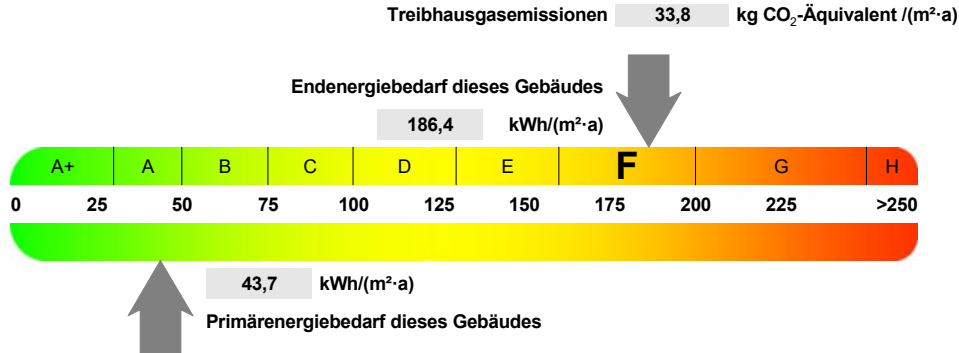 Treibhausgasemissionen 33,8 kg CO₂-Äquivalent /(m²·a)
Endenergiebedarf dieses Gebäudes
186,4 kWh/(m²·a)
A+ A B C D E F G H
0 25 50 75 100 125 150 175 200 225 >250
43,7 kWh/(m²·a)
Primärenergiebedarf dieses Gebäudes